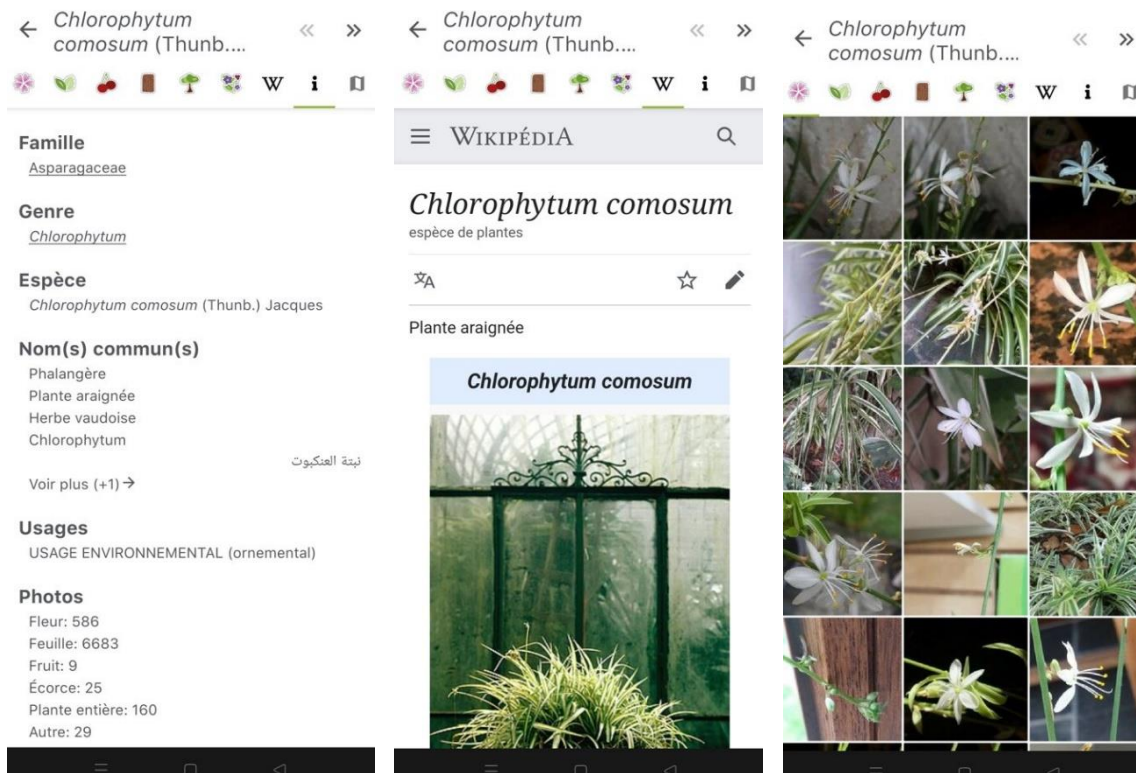 Chlorophytum
comosum (Thunb....
Famille
Asparagaceae
Genre
Chlorophytum
Espèce
Chlorophytum comosum (Thunb.) Jacques
Nom(s) commun(s)
Phalangère
Plante araignée
Herbe vaudoise
Chlorophytum
نبتة العنكبوت
Voir plus (+1)
Usages
USAGE ENVIRONNEMENTAL (ornemental)
Photos
Fleur: 586
Feuille: 6683
Fruit: 9
Écorce: 25
Plante entière: 160
Autre: 29
Chlorophytum
comosum (Thunb....
WIKIPÉDIA
Chlorophytum comosum
espèce de plantes
Plante araignée
Chlorophytum comosum
Chlorophytum
comosum (Thunb....